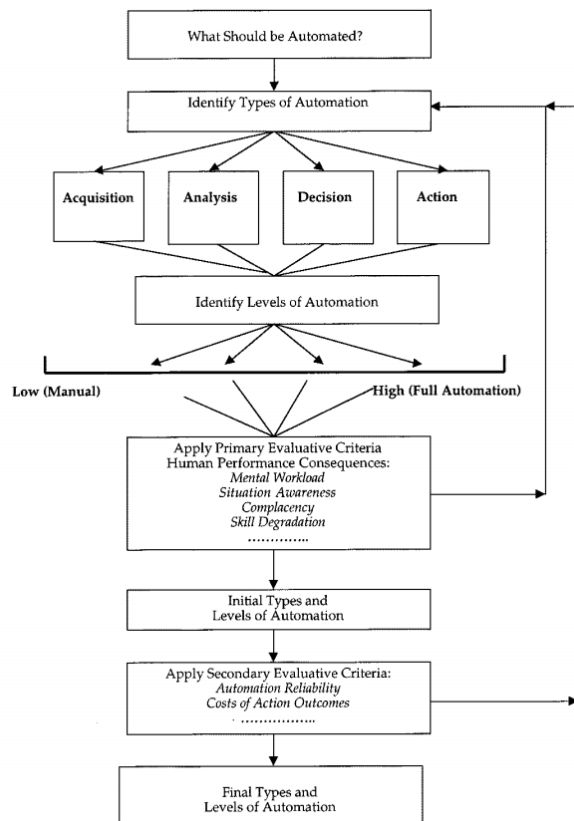 What Should be Automated?
Identify Types of Automation
Acquisition
Analysis
Decision
Action
Identify Levels of Automation
Low (Manual)
High (Full Automation)
Apply Primary Evaluative Criteria
Human Performance Consequences:
Mental Workload
Situation Awareness
Complacency
Skill Degradation
..............
Initial Types and
Levels of Automation
Apply Secondary Evaluative Criteria:
Automation Reliability
Costs of Action Outcomes
.................
Final Types and
Levels of Automation